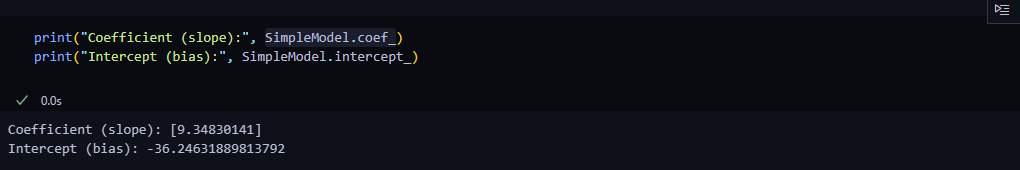 print("Coefficient (slope):", SimpleModel.coef_)
print("Intercept (bias):", SimpleModel.intercept_)
0.0s
Coefficient (slope): [9.34830141]
Intercept (bias): -36.24631889813792